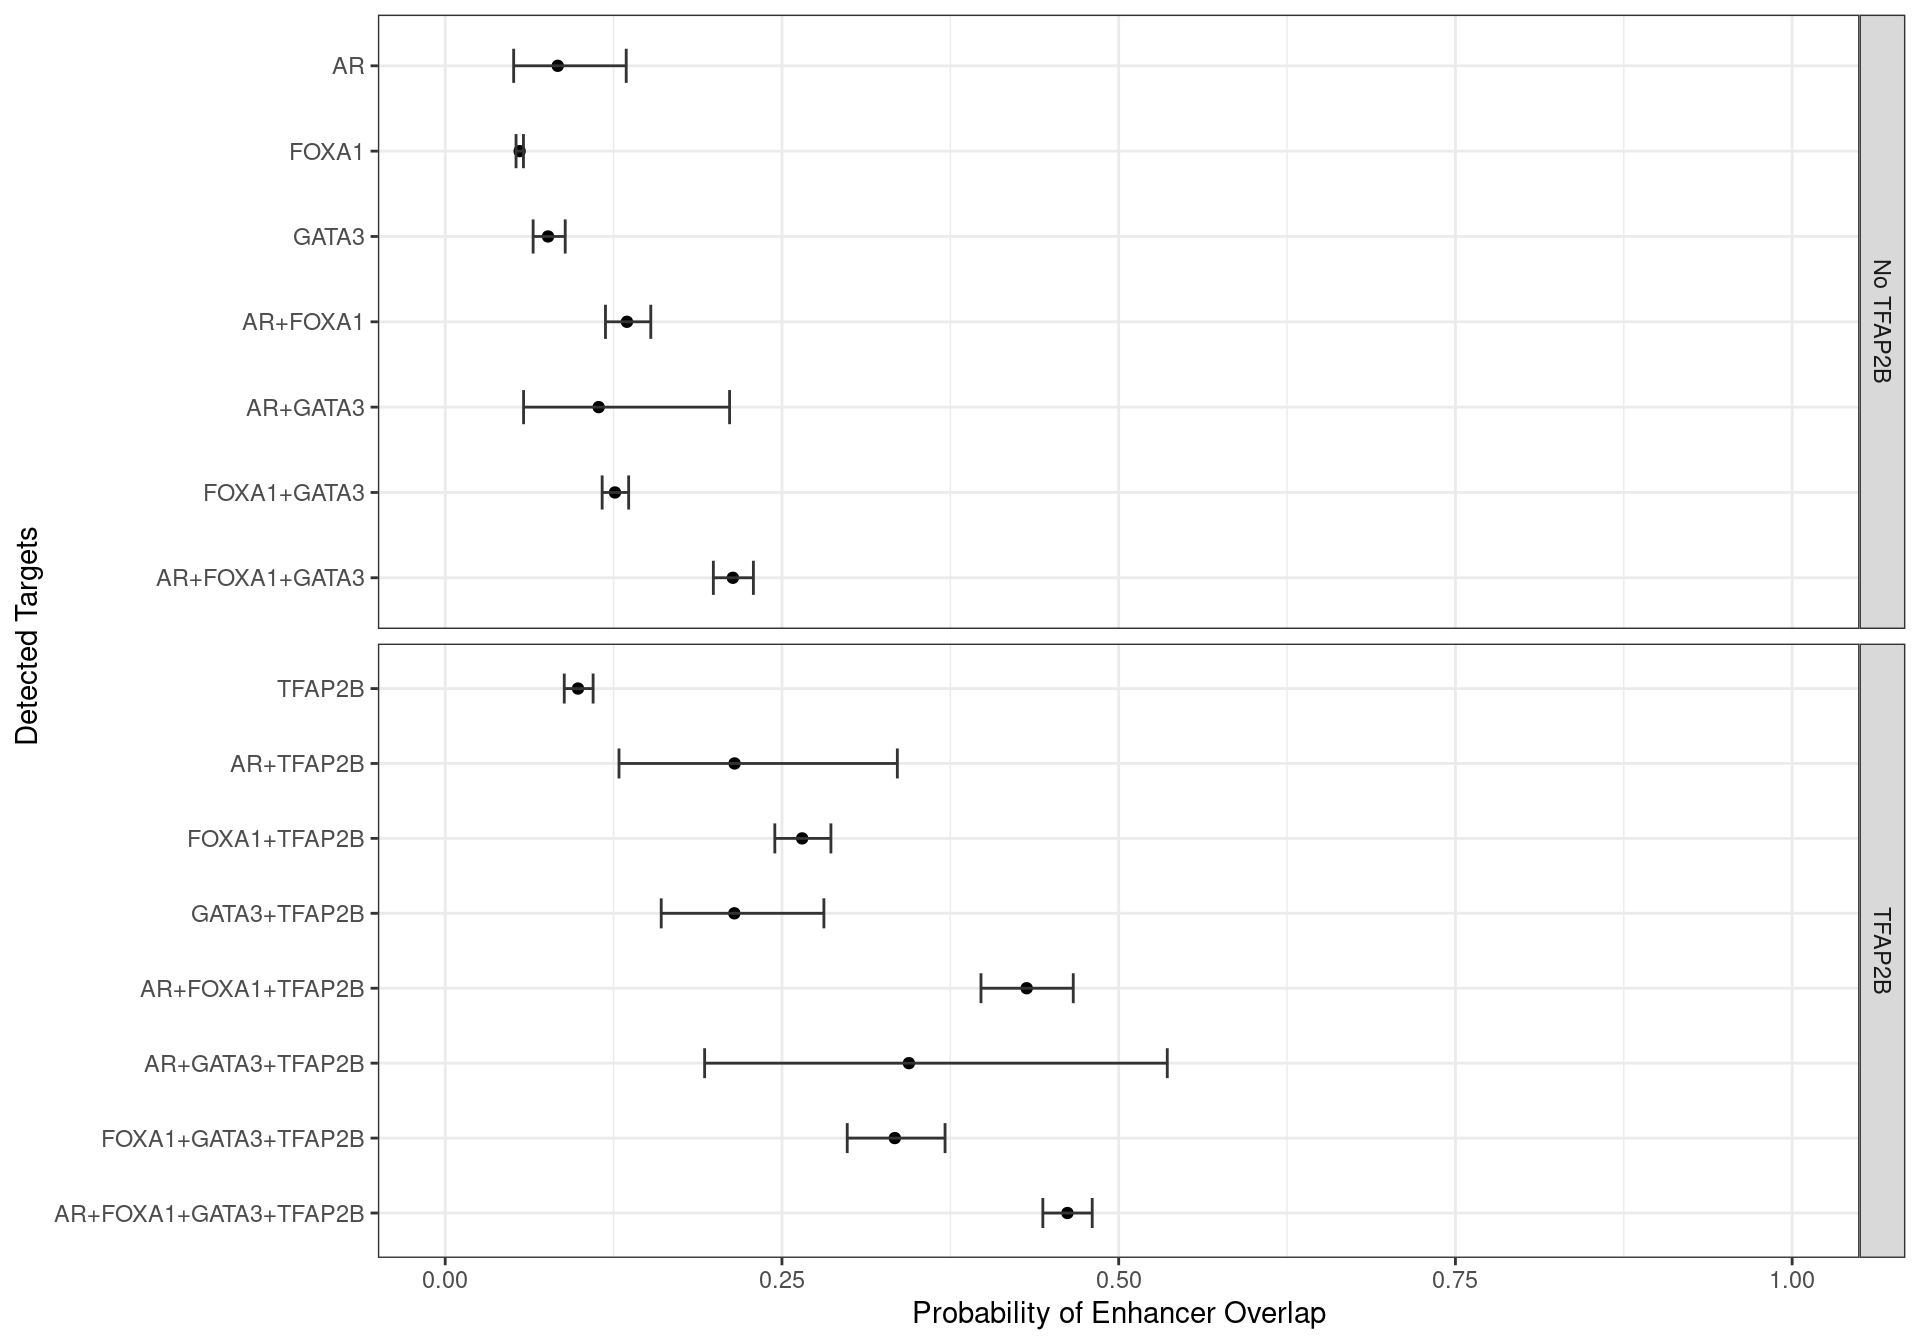 AR
FOXA1
GATA3
AR+FOXA1
AR+GATA3
FOXA1+GATA3
AR+FOXA1+GATA3
No TFAP2B
Detected Targets
TFAP2B
AR+TFAP2B
FOXA1+TFAP2B
GATA3+TFAP2B
AR+FOXA1+TFAP2B
AR+GATA3+TFAP2B
FOXA1+GATA3+TFAP2B
AR+FOXA1+GATA3+TFAP2B
TFAP2B
0.00 0.25 0.50 0.75 1.00
Probability of Enhancer Overlap